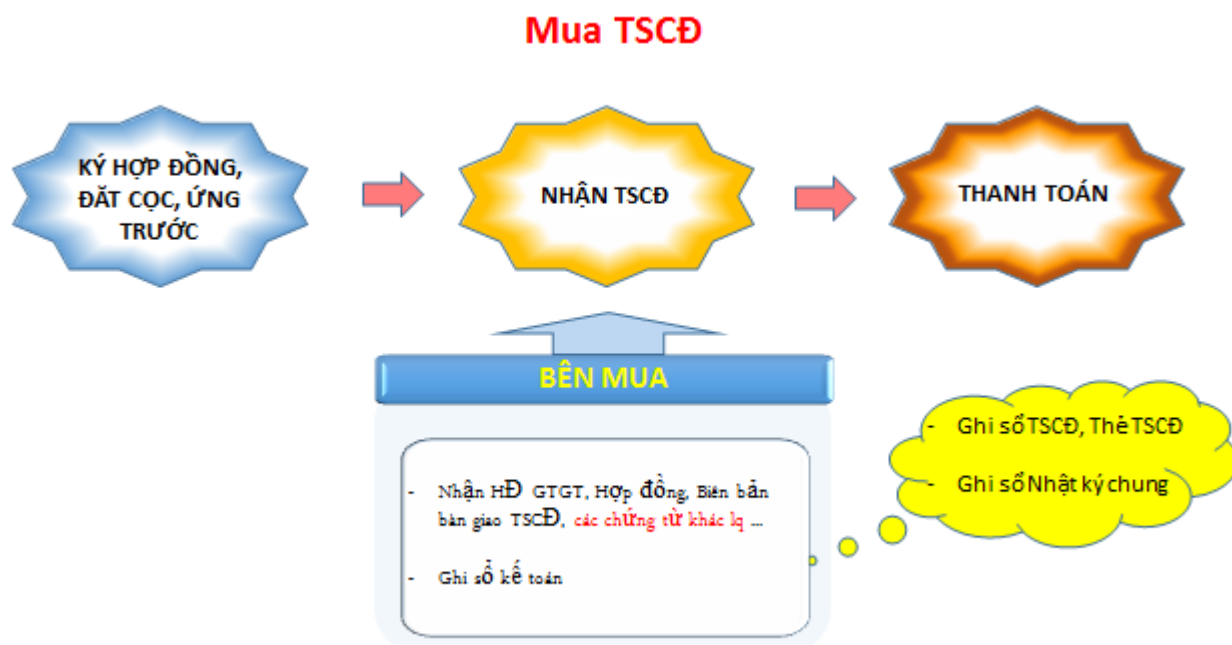 Mua TSCĐ
KÝ HỢP ĐỒNG,
ĐẶT CỌC, ỨNG
TRƯỚC
NHẬN TSCĐ
THANH TOÁN
BÊN MUA
- Nhận HĐ GTGT, Hợp đồng, Biên bản
bàn giao TSCĐ, các chứng từ khác lq ...
- Ghi sổ kế toán
- Ghi sổ TSCĐ, Thẻ TSCĐ
- Ghi sổ Nhật ký chung